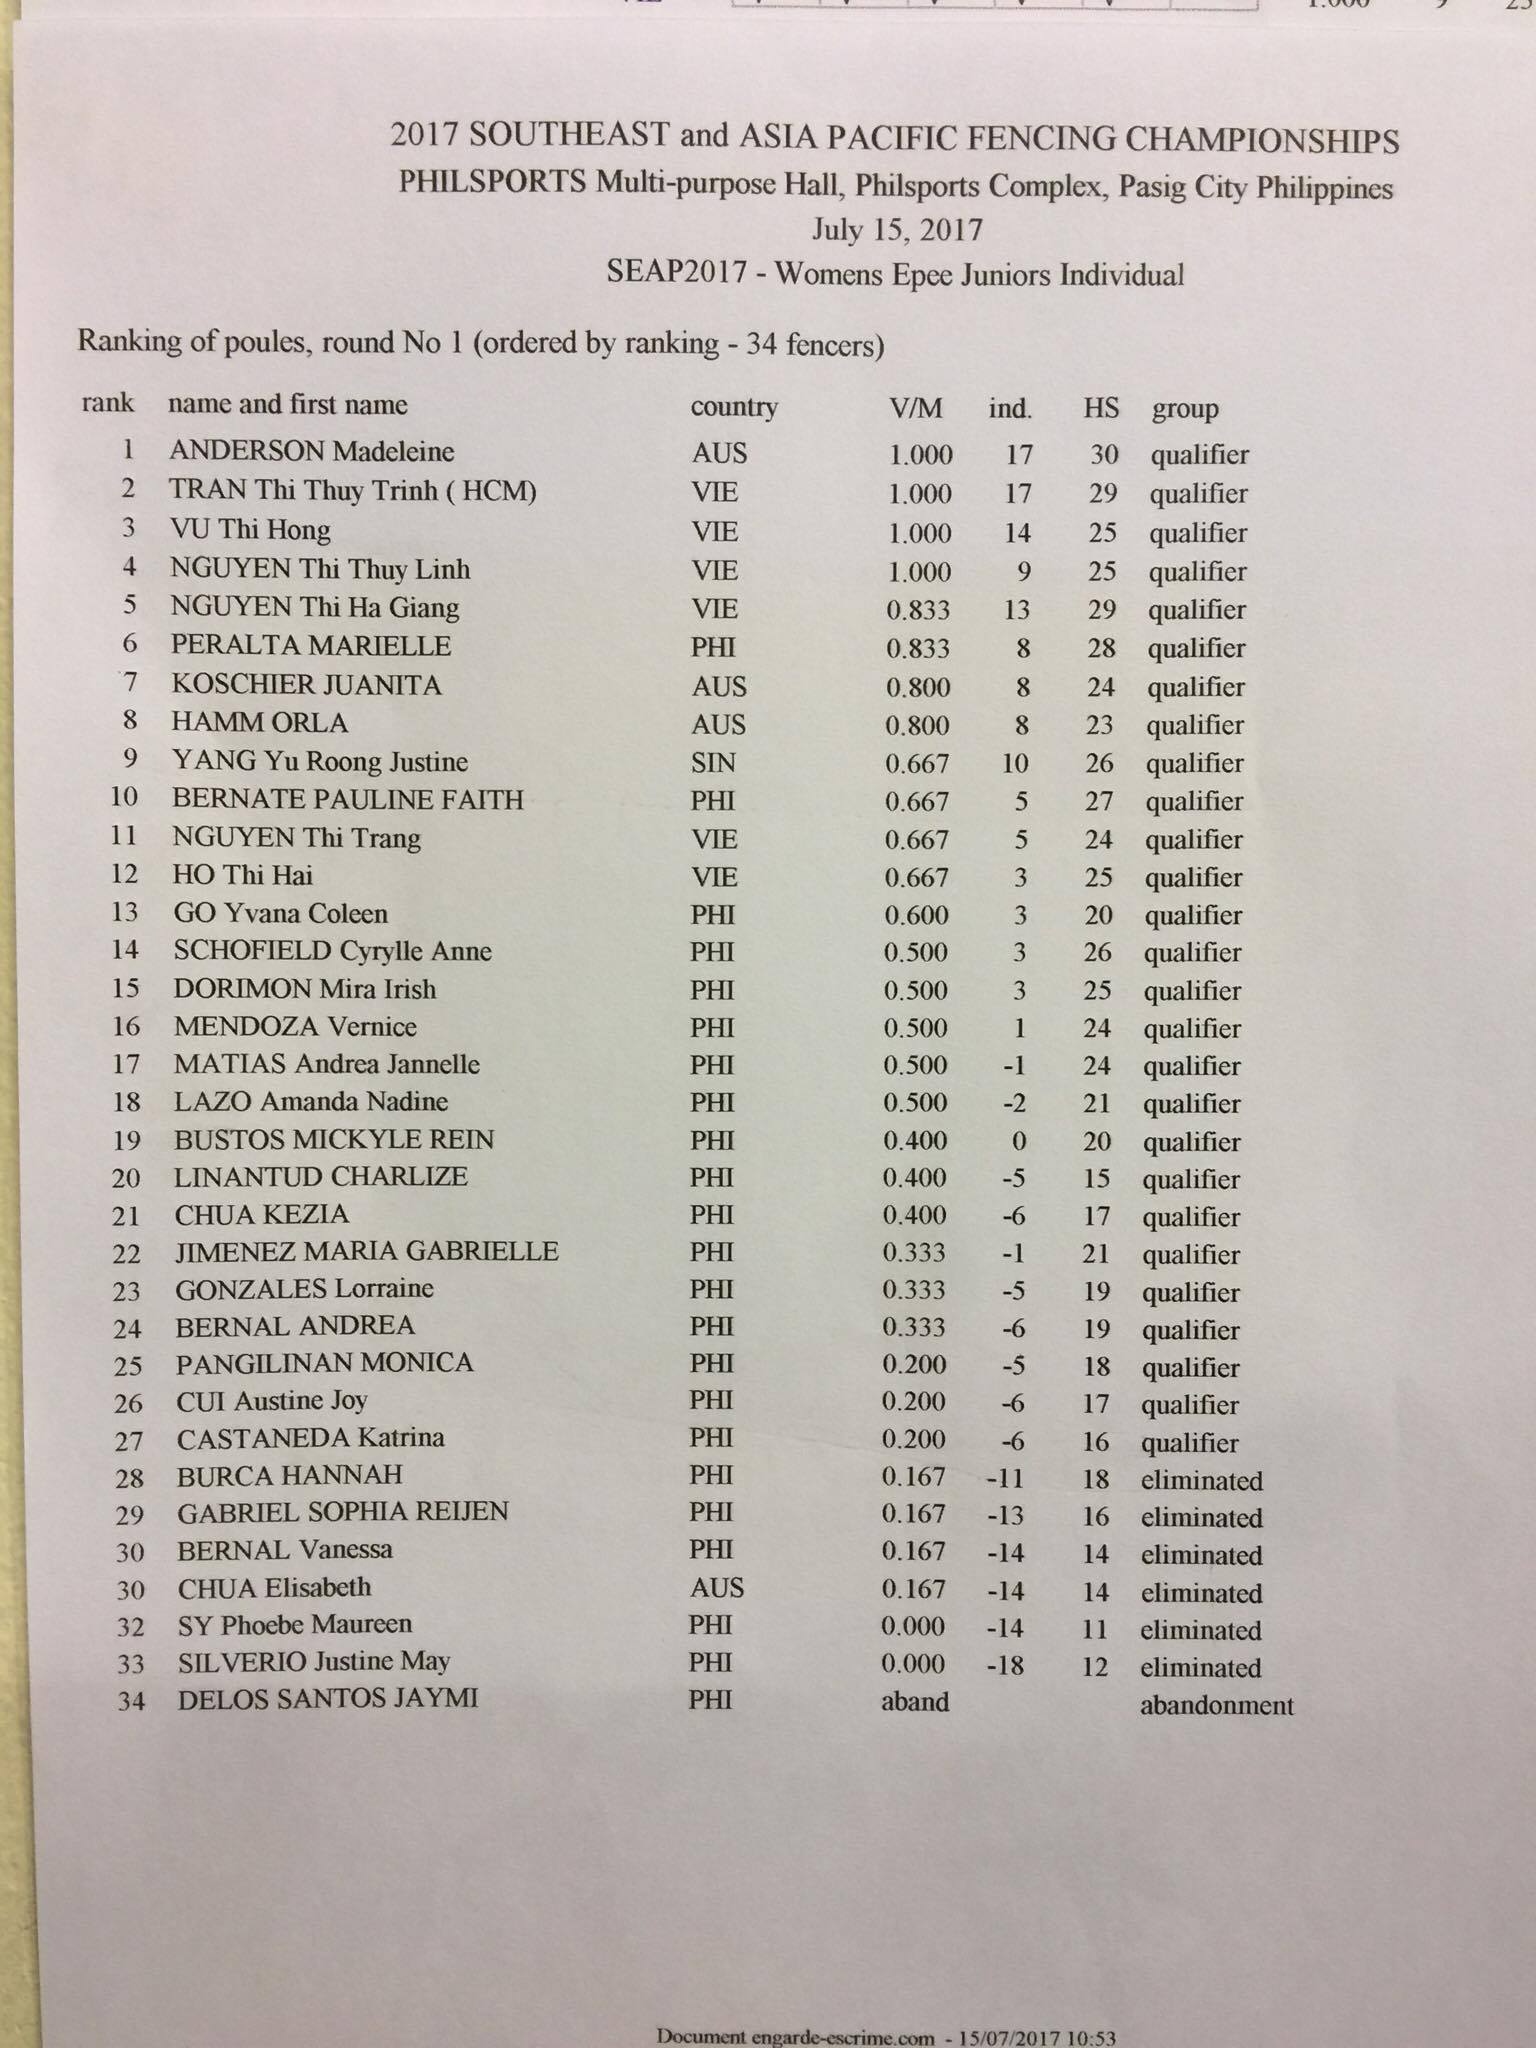 2017 SOUTHEAST and ASIA PACIFIC FENCING CHAMPIONSHIPS
PHILSPORTS Multi-purpose Hall, Philsports Complex, Pasig City Philippines
July 15, 2017
SEAP2017 - Womens Epee Juniors Individual
Ranking of poules, round No 1 (ordered by ranking - 34 fencers)
rank name and first name country V/M ind. HS group
1 ANDERSON Madeleine AUS 1.000 17 30 qualifier
2 TRAN Thi Thuy Trinh ( HCM) VIE 1.000 17 29 qualifier
3 VU Thi Hong VIE 1.000 14 25 qualifier
4 NGUYEN Thi Thuy Linh VIE 1.000 9 25 qualifier
5 NGUYEN Thi Ha Giang VIE 0.833 13 29 qualifier
6 PERALTA MARIELLE PHI 0.833 8 28 qualifier
7 KOSCHIER JUANITA AUS 0.800 8 24 qualifier
8 HAMM ORLA AUS 0.800 8 23 qualifier
9 YANG Yu Roong Justine SIN 0.667 10 26 qualifier
10 BERNATE PAULINE FAITH PHI 0.667 5 27 qualifier
11 NGUYEN Thi Trang VIE 0.667 5 24 qualifier
12 HO Thi Hai VIE 0.667 3 25 qualifier
13 GO Yvana Coleen PHI 0.600 3 20 qualifier
14 SCHOFIELD Cyrylle Anne PHI 0.500 3 26 qualifier
15 DORIMON Mira Irish PHI 0.500 3 25 qualifier
16 MENDOZA Vernice PHI 0.500 1 24 qualifier
17 MATIAS Andrea Jannelle PHI 0.500 -1 24 qualifier
18 LAZO Amanda Nadine PHI 0.500 -2 21 qualifier
19 BUSTOS MICKYLE REIN PHI 0.400 0 20 qualifier
20 LINANTUD CHARLIZE PHI 0.400 -5 15 qualifier
21 CHUA KEZIA PHI 0.400 -6 17 qualifier
22 JIMENEZ MARIA GABRIELLE PHI 0.333 -1 21 qualifier
23 GONZALES Lorraine PHI 0.333 -5 19 qualifier
24 BERNAL ANDREA PHI 0.333 -6 19 qualifier
25 PANGILINAN MONICA PHI 0.200 -5 18 qualifier
26 CUI Austine Joy PHI 0.200 -6 17 qualifier
27 CASTANEDA Katrina PHI 0.200 -6 16 qualifier
28 BURCA HANNAH PHI 0.167 -11 18 eliminated
29 GABRIEL SOPHIA REIJEN PHI 0.167 -13 16 eliminated
30 BERNAL Vanessa PHI 0.167 -14 14 eliminated
30 CHUA Elisabeth AUS 0.167 -14 14 eliminated
32 SY Phoebe Maureen PHI 0.000 -14 11 eliminated
33 SILVERIO Justine May PHI 0.000 -18 12 eliminated
34 DELOS SANTOS JAYMI PHI aband abandonment
Document engarde-escrime.com - 15/07/2017 10:53